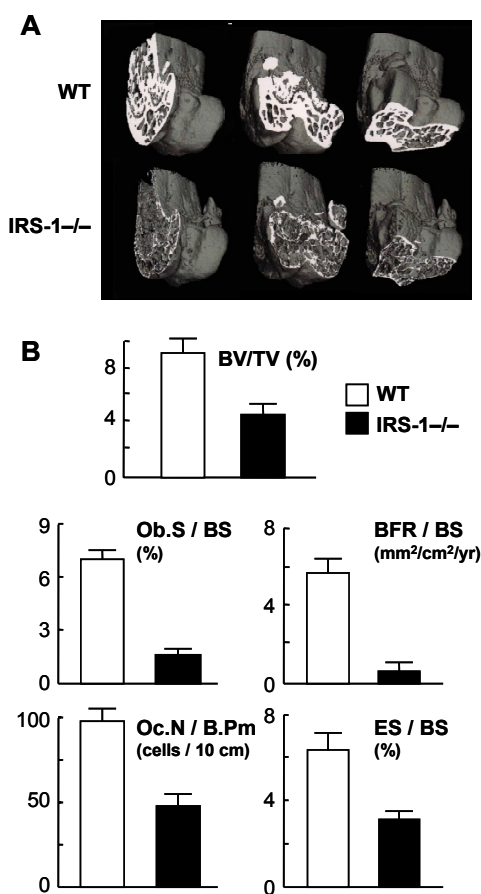 A
WT
IRS-1–/–
B
BV/TV (%)
8
4
0
WT
IRS-1–/–
Ob.S / BS
(%)
9
6
3
0
BFR / BS
(mm²/cm²/yr)
8
4
0
Oc.N / B.Pm
(cells / 10 cm)
100
50
0
ES / BS
(%)
8
4
0